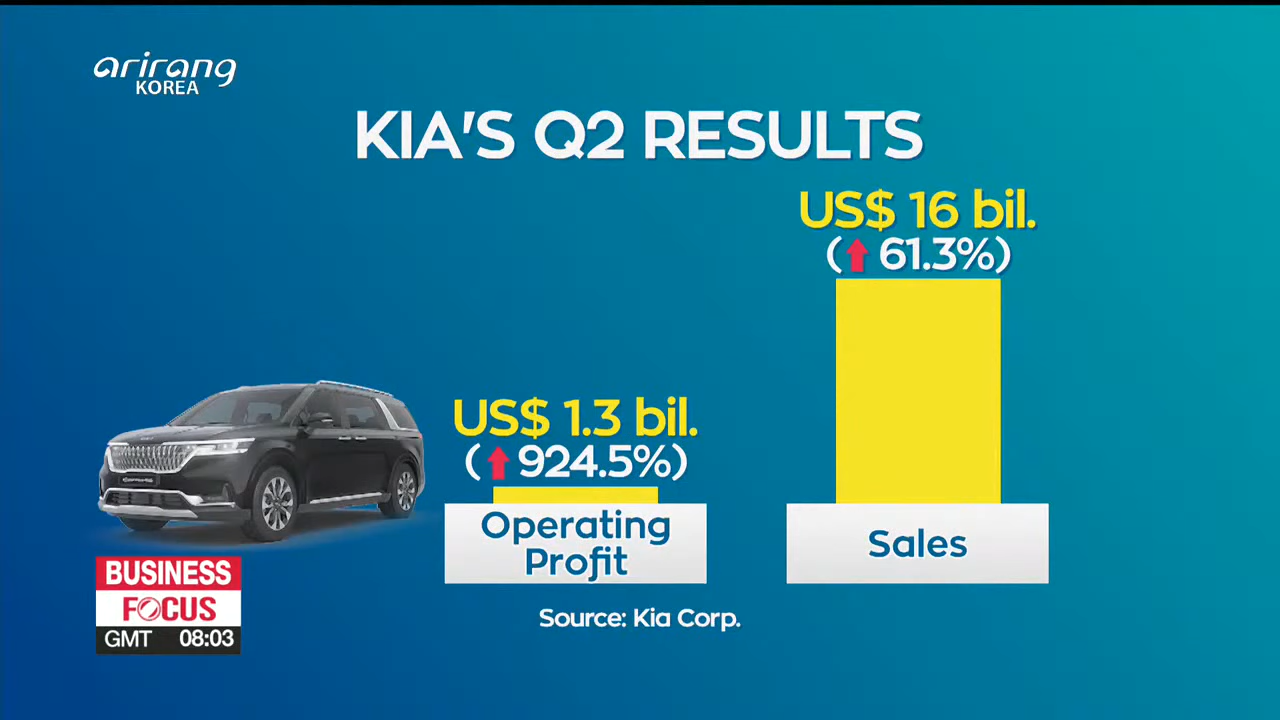 arirang
KOREA
KIA'S Q2 RESULTS
US$ 16 bil.
(↑ 61.3%)
US$ 1.3 bil.
(↑ 924.5%)
Operating
Profit
Sales
Source: Kia Corp.
BUSINESS
FOCUS
GMT 08:03